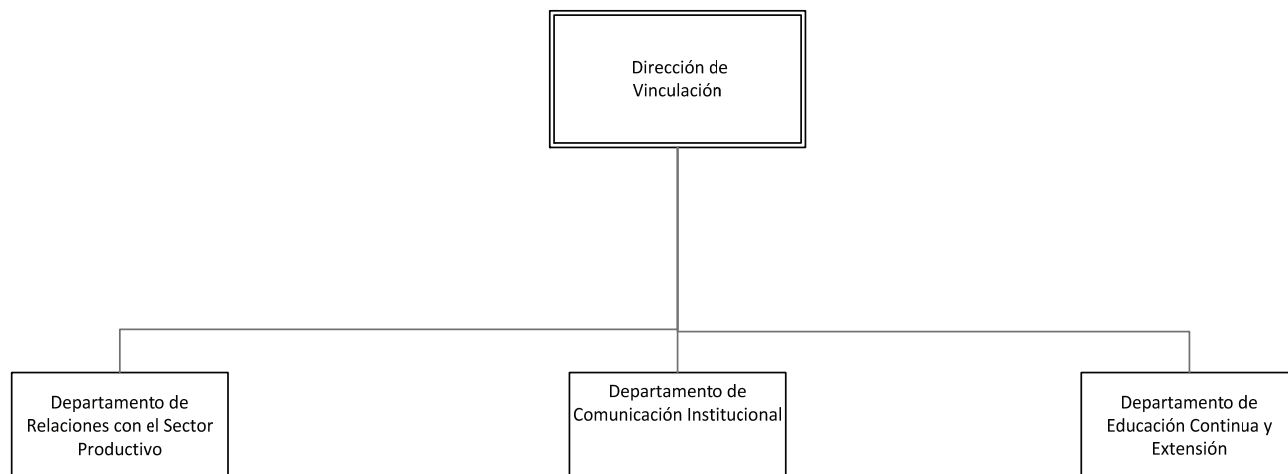 Dirección de
Vinculación
Departamento de
Relaciones con el Sector
Productivo
Departamento de
Comunicación Institucional
Departamento de
Educación Continua y
Extensión